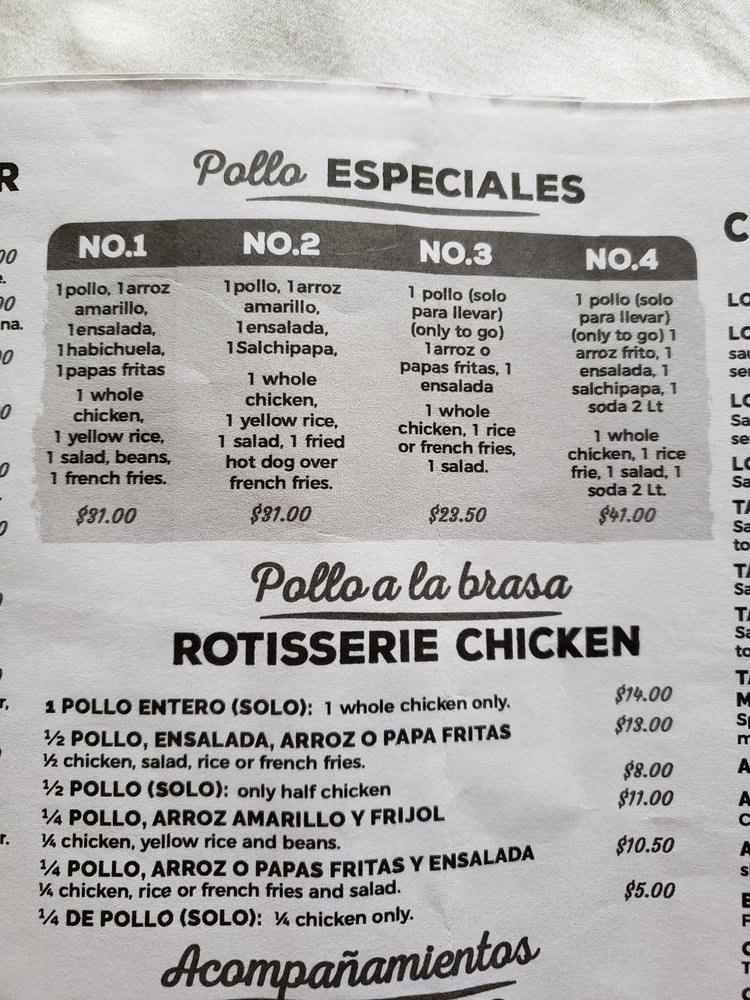 R
Pollo ESPECIALES
NO.1
1 pollo, 1 arroz
amarillo,
1 ensalada,
1 habichuela,
1 papas fritas
1 whole
chicken,
1 yellow rice,
1 salad, beans,
1 french fries.
$31.00
NO.2
1 pollo, 1 arroz
amarillo,
1 ensalada,
1 Salchipapa,
1 whole
chicken,
1 yellow rice,
1 salad, 1 fried
hot dog over
french fries.
$31.00
NO.3
1 pollo (solo
para llevar)
(only to go)
1 arroz o
papas fritas, 1
ensalada
1 whole
chicken, 1 rice
or french fries,
1 salad.
$23.50
NO.4
1 pollo (solo
para llevar)
(only to go) 1
arroz frito, 1
ensalada, 1
salchipapa, 1
soda 2 Lt
1 whole
chicken, 1 rice
frie, 1 salad, 1
soda 2 Lt.
$41.00
Pollo a la brasa
ROTISSERIE CHICKEN
1 POLLO ENTERO (SOLO): 1 whole chicken only. $14.00
½ POLLO, ENSALADA, ARROZ O PAPA FRITAS $13.00
½ chicken, salad, rice or french fries.
½ POLLO (SOLO): only half chicken $8.00
¼ POLLO, ARROZ AMARILLO Y FRIJOL $11.00
¼ chicken, yellow rice and beans.
¼ POLLO, ARROZ O PAPAS FRITAS Y ENSALADA $10.50
¼ chicken, rice or french fries and salad.
¼ DE POLLO (SOLO): ¼ chicken only. $5.00
Acompañamientos